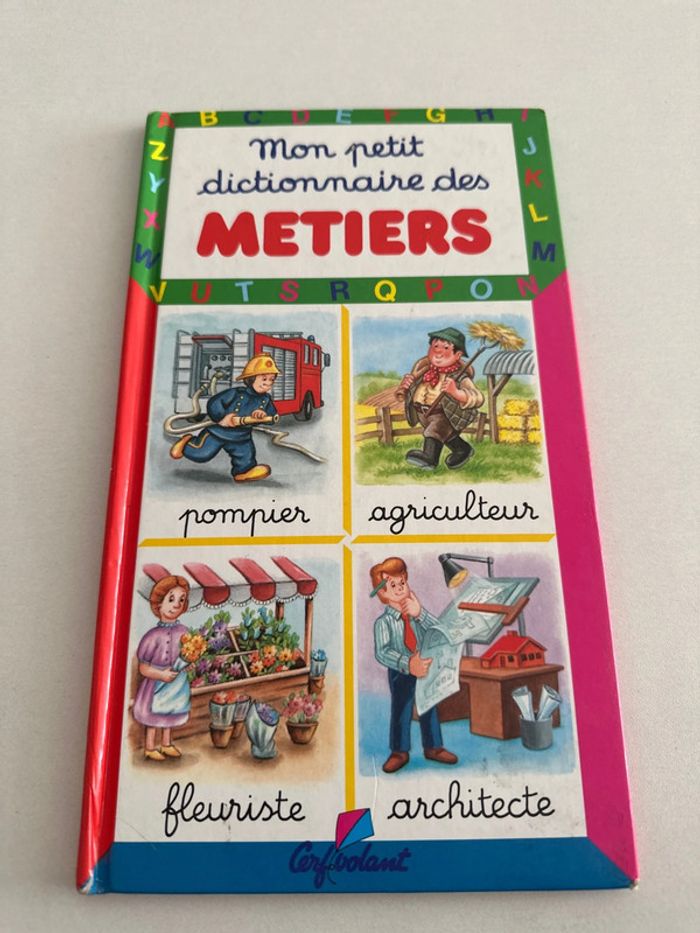 A B C D E F G H I
Mon petit
dictionnaire des
METIERS
J
K
L
M
Z
Y
X
W
V U T S R Q P O N
pompier
agriculteur
fleuriste
architecte
Cerf volant